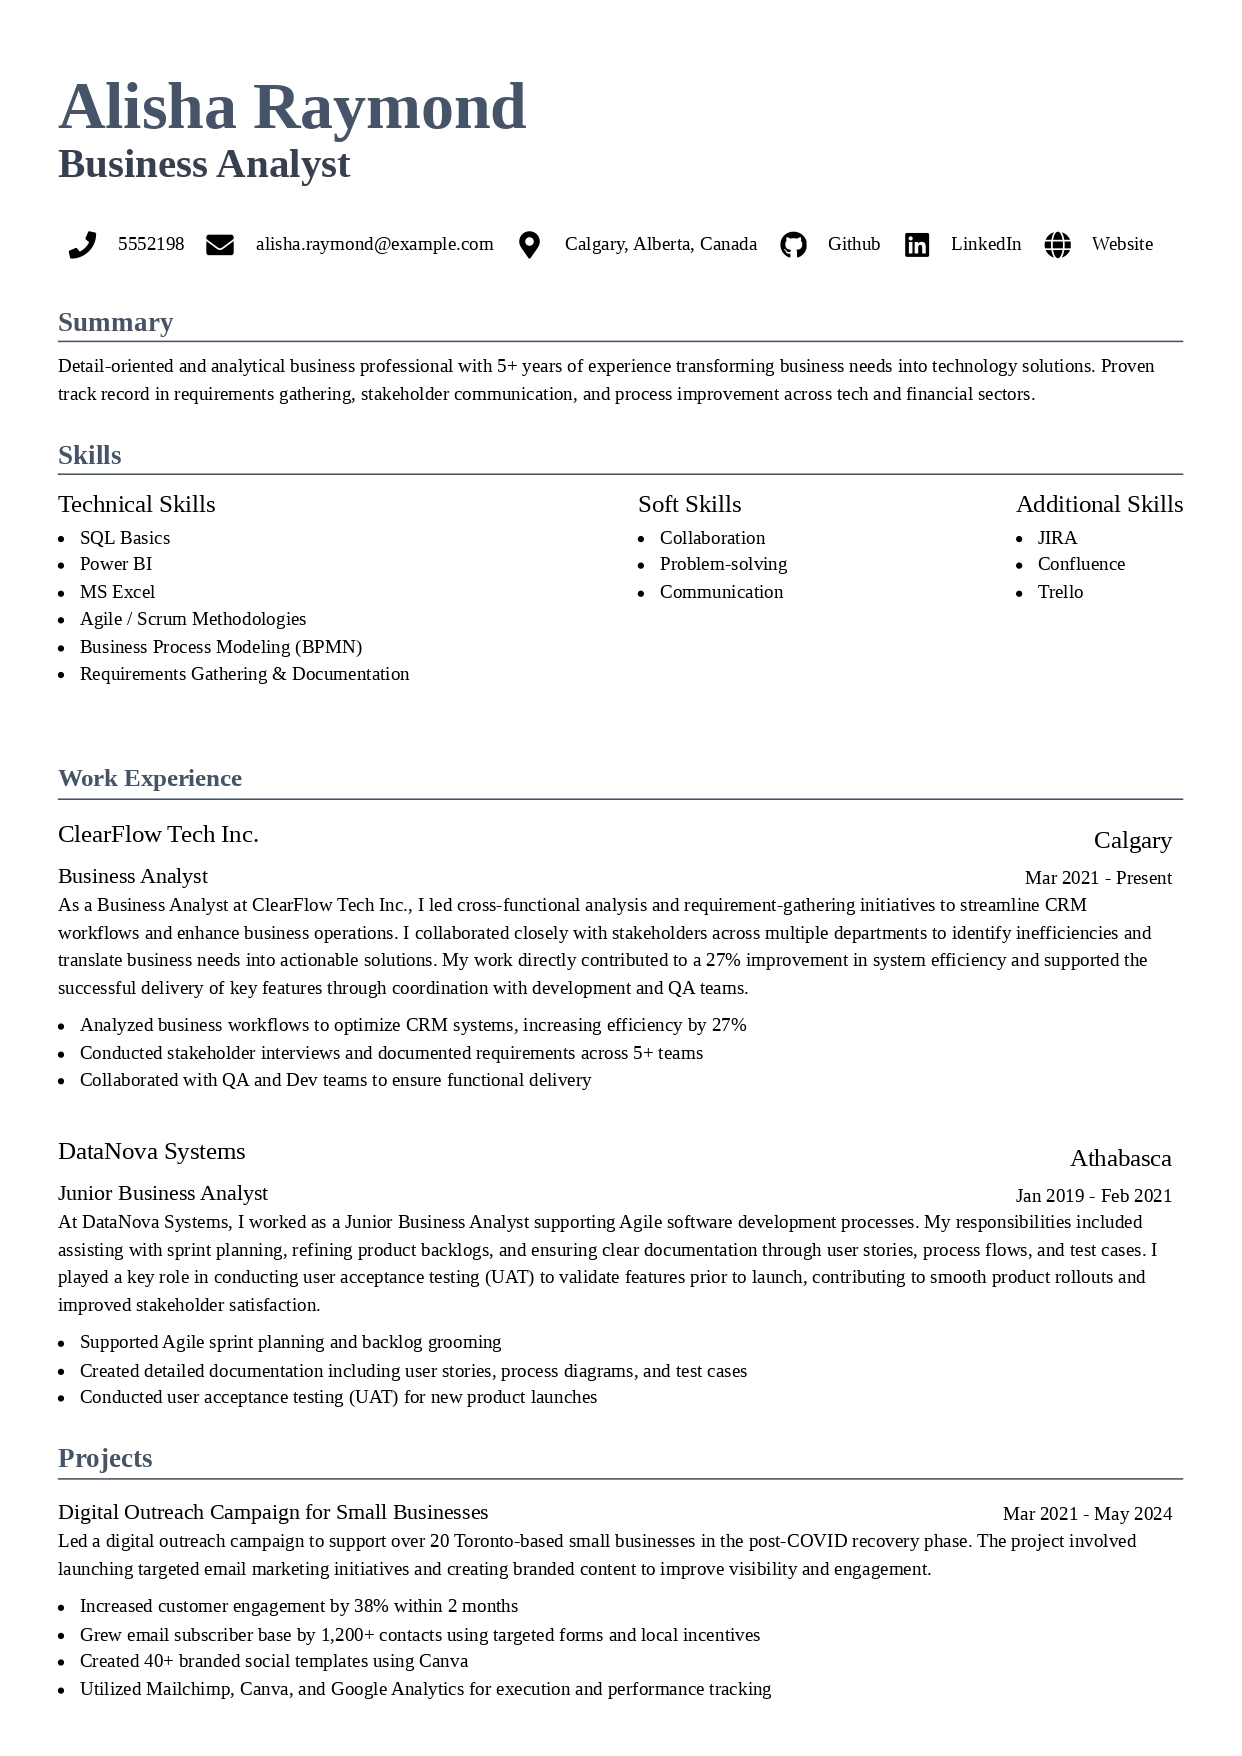 Alisha Raymond
Business Analyst
5552198 alisha.raymond@example.com Calgary, Alberta, Canada Github LinkedIn Website
Summary
Detail-oriented and analytical business professional with 5+ years of experience transforming business needs into technology solutions. Proven
track record in requirements gathering, stakeholder communication, and process improvement across tech and financial sectors.
Skills
Technical Skills
SQL Basics
Power BI
MS Excel
Agile / Scrum Methodologies
Business Process Modeling (BPMN)
Requirements Gathering & Documentation
Soft Skills
Collaboration
Problem-solving
Communication
Additional Skills
JIRA
Confluence
Trello
Work Experience
ClearFlow Tech Inc. Calgary
Business Analyst Mar 2021 - Present
As a Business Analyst at ClearFlow Tech Inc., I led cross-functional analysis and requirement-gathering initiatives to streamline CRM
workflows and enhance business operations. I collaborated closely with stakeholders across multiple departments to identify inefficiencies and
translate business needs into actionable solutions. My work directly contributed to a 27% improvement in system efficiency and supported the
successful delivery of key features through coordination with development and QA teams.
Analyzed business workflows to optimize CRM systems, increasing efficiency by 27%
Conducted stakeholder interviews and documented requirements across 5+ teams
Collaborated with QA and Dev teams to ensure functional delivery
DataNova Systems Athabasca
Junior Business Analyst Jan 2019 - Feb 2021
At DataNova Systems, I worked as a Junior Business Analyst supporting Agile software development processes. My responsibilities included
assisting with sprint planning, refining product backlogs, and ensuring clear documentation through user stories, process flows, and test cases. I
played a key role in conducting user acceptance testing (UAT) to validate features prior to launch, contributing to smooth product rollouts and
improved stakeholder satisfaction.
Supported Agile sprint planning and backlog grooming
Created detailed documentation including user stories, process diagrams, and test cases
Conducted user acceptance testing (UAT) for new product launches
Projects
Digital Outreach Campaign for Small Businesses Mar 2021 - May 2024
Led a digital outreach campaign to support over 20 Toronto-based small businesses in the post-COVID recovery phase. The project involved
launching targeted email marketing initiatives and creating branded content to improve visibility and engagement.
Increased customer engagement by 38% within 2 months
Grew email subscriber base by 1,200+ contacts using targeted forms and local incentives
Created 40+ branded social templates using Canva
Utilized Mailchimp, Canva, and Google Analytics for execution and performance tracking